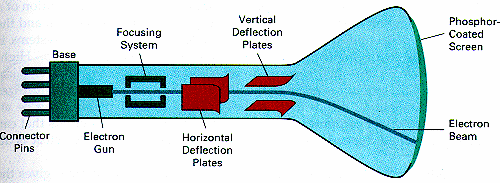 Base
Focusing
System
Vertical
Deflection
Plates
Phosphor-
Coated
Screen
Connector
Pins
Electron
Gun
Horizontal
Deflection
Plates
Electron
Beam